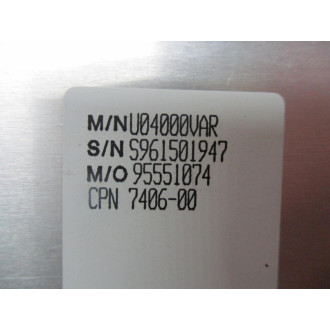 M/N U04000VAR
S/N S961501947
M/O 95551074
CPN 7406-00